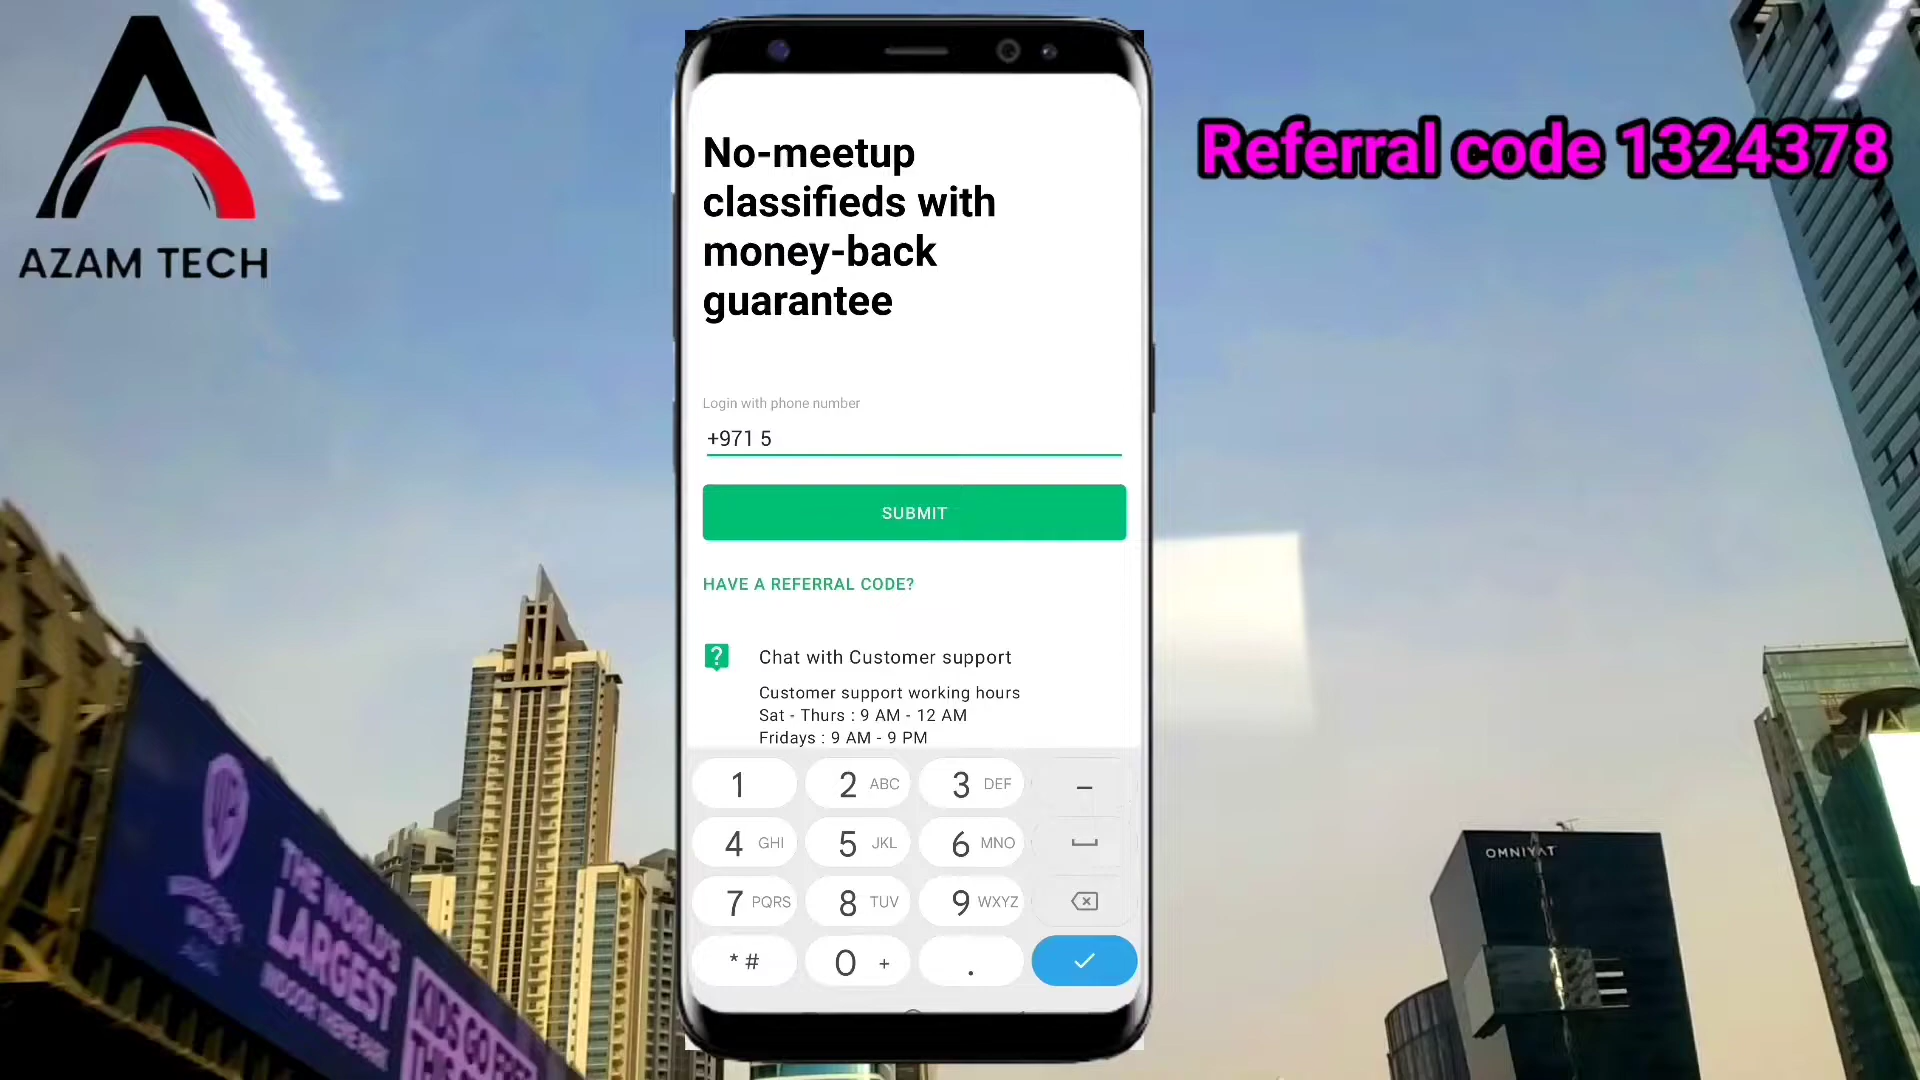 AZAM TECH
Referral code 1324378
No-meetup
classifieds with
money-back
guarantee
Login with phone number
+971 5
SUBMIT
HAVE A REFERRAL CODE?
?
Chat with Customer support
Customer support working hours
Sat - Thurs : 9 AM - 12 AM
Fridays : 9 AM - 9 PM
1 2 ABC 3 DEF –
4 GHI 5 JKL 6 MNO
7 PQRS 8 TUV 9 WXYZ
* # 0 + .
THE WORLD'S
LARGEST
INDOOR THEME PARK
KIDS GO FREE
OMNIYAT